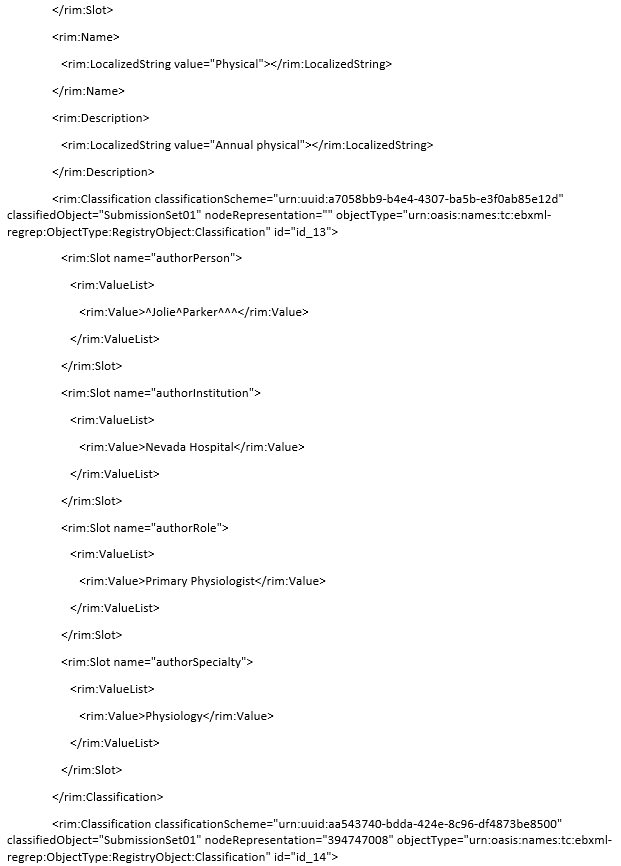 </rim:Slot>
<rim:Name>
<rim:LocalizedString value="Physical"></rim:LocalizedString>
</rim:Name>
<rim:Description>
<rim:LocalizedString value="Annual physical"></rim:LocalizedString>
</rim:Description>
<rim:Classification classificationScheme="urn:uuid:a7058bb9-b4e4-4307-ba5b-e3f0ab85e12d"
classifiedObject="SubmissionSet01" nodeRepresentation="" objectType="urn:oasis:names:tc:ebxml-
regrep:ObjectType:RegistryObject:Classification" id="id_13">
<rim:Slot name="authorPerson">
<rim:ValueList>
<rim:Value>^Jolie^Parker^^^</rim:Value>
</rim:ValueList>
</rim:Slot>
<rim:Slot name="authorInstitution">
<rim:ValueList>
<rim:Value>Nevada Hospital</rim:Value>
</rim:ValueList>
</rim:Slot>
<rim:Slot name="authorRole">
<rim:ValueList>
<rim:Value>Primary Physiologist</rim:Value>
</rim:ValueList>
</rim:Slot>
<rim:Slot name="authorSpecialty">
<rim:ValueList>
<rim:Value>Physiology</rim:Value>
</rim:ValueList>
</rim:Slot>
</rim:Classification>
<rim:Classification classificationScheme="urn:uuid:aa543740-bdda-424e-8c96-df4873be8500"
classifiedObject="SubmissionSet01" nodeRepresentation="394747008" objectType="urn:oasis:names:tc:ebxml-
regrep:ObjectType:RegistryObject:Classification" id="id_14">